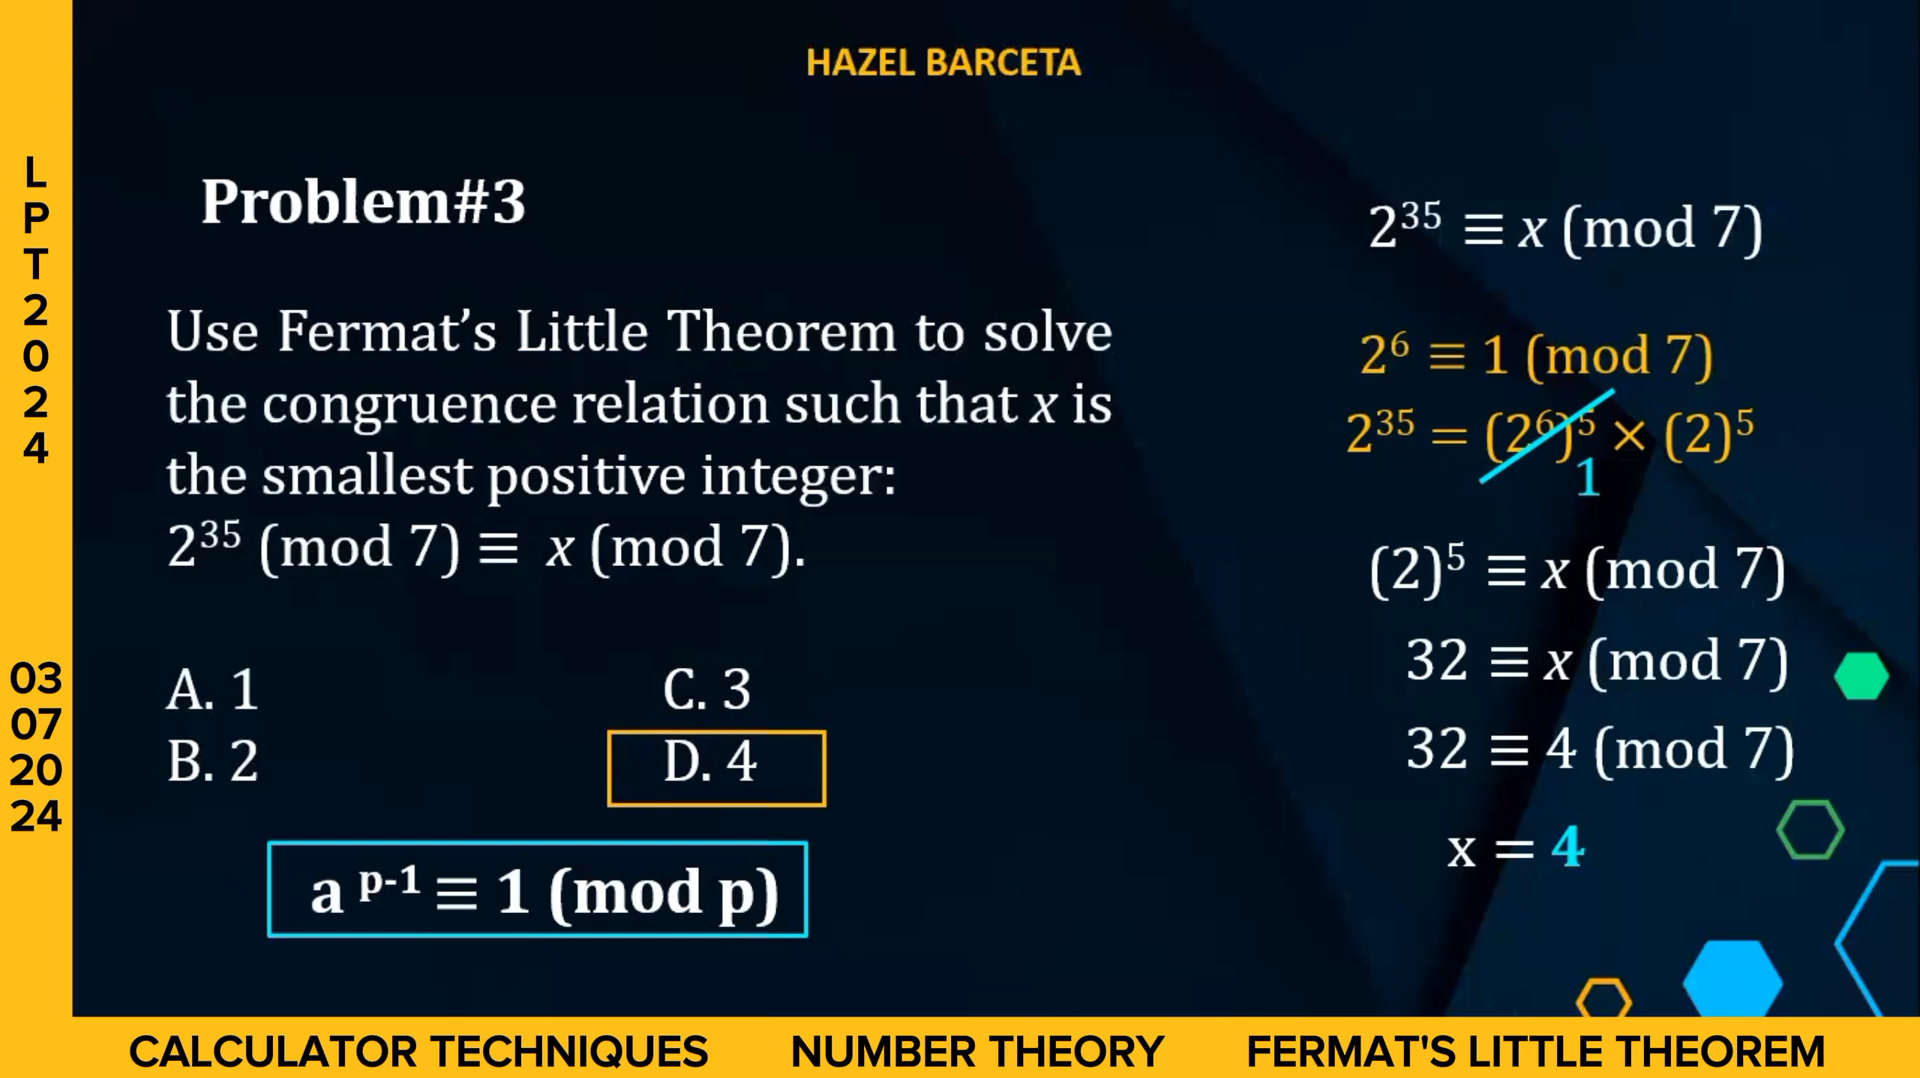 HAZEL BARCETA
L
P
T
2
0
2
4
03
07
20
24
Problem#3
Use Fermat’s Little Theorem to solve
the congruence relation such that x is
the smallest positive integer:
2³⁵ (mod 7) ≡ x (mod 7).
A. 1
B. 2
C. 3
D. 4
a ᵖ⁻¹ ≡ 1 (mod p)
2³⁵ ≡ x (mod 7)
2⁶ ≡ 1 (mod 7)
2³⁵ = (2⁶)⁵ × (2)⁵
1
(2)⁵ ≡ x (mod 7)
32 ≡ x (mod 7)
32 ≡ 4 (mod 7)
x = 4
CALCULATOR TECHNIQUES NUMBER THEORY FERMAT'S LITTLE THEOREM